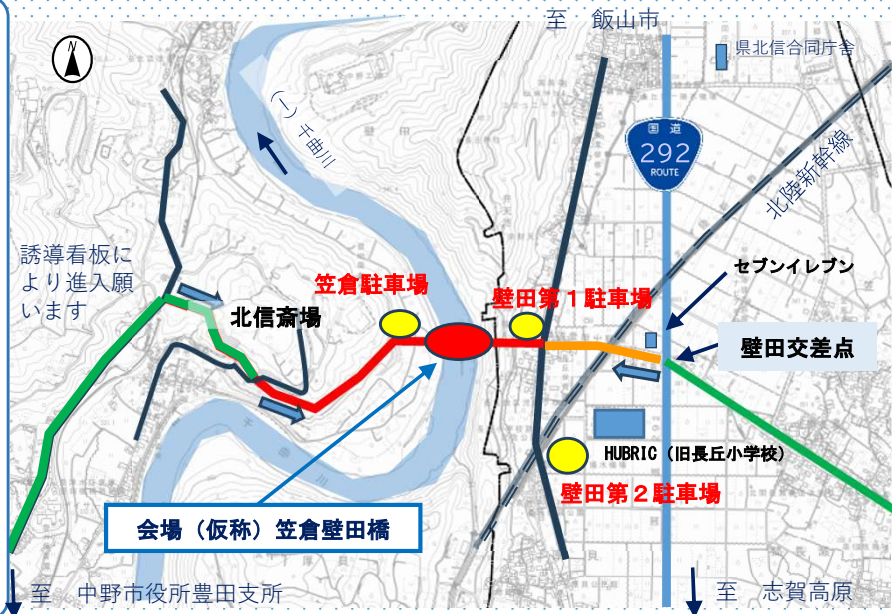 至 飯山市
N
県北信合同庁舎
(一)千曲川
国道
292
ROUTE
北陸新幹線
誘導看板に
より進入願
います
セブンイレブン
笠倉駐車場
壁田第1駐車場
北信斎場
壁田交差点
HUBRIC（旧長丘小学校）
壁田第2駐車場
会場（仮称）笠倉壁田橋
至 中野市役所豊田支所
至 志賀高原